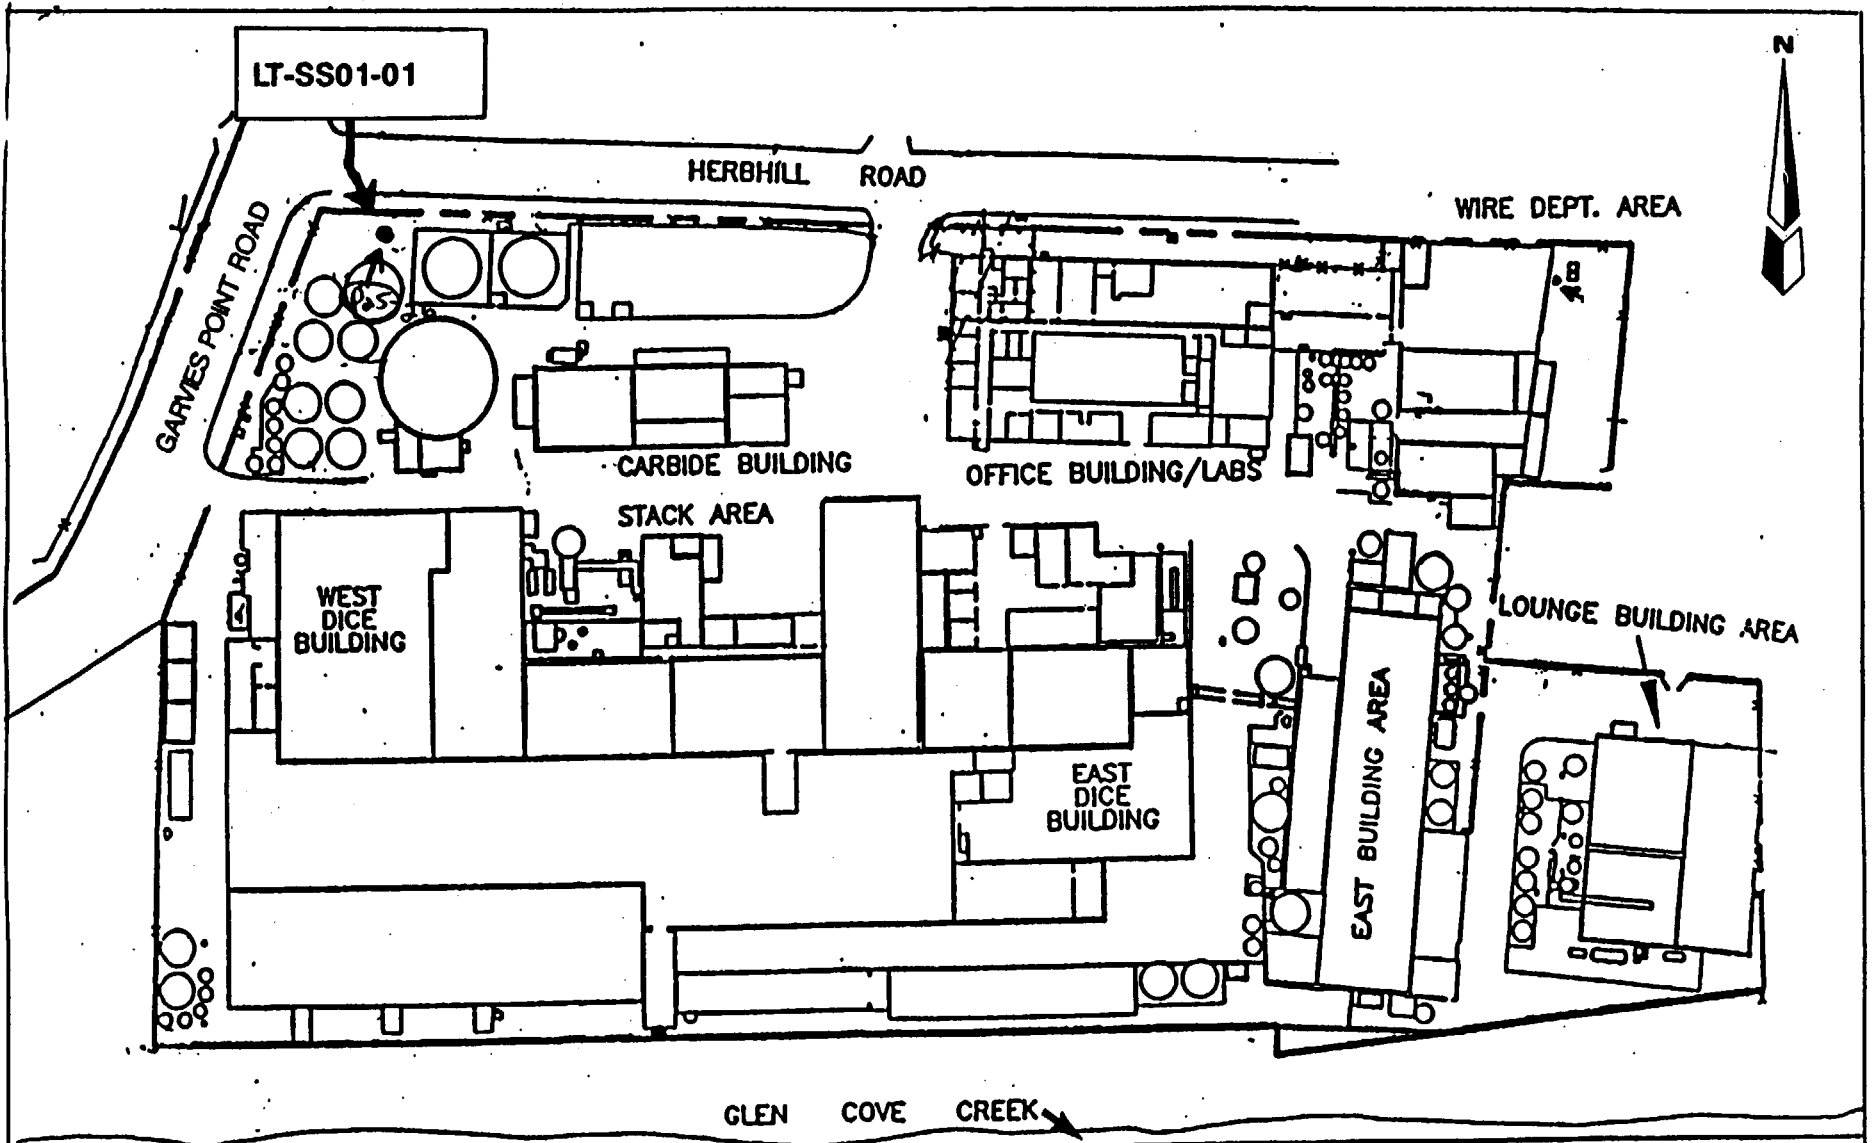 N
LT-SS01-01
HERBHILL ROAD
WIRE DEPT. AREA
GARVIES POINT ROAD
CARBIDE BUILDING
OFFICE BUILDING/LABS
STACK AREA
WEST
DICE
BUILDING
LOUNGE BUILDING AREA
EAST BUILDING AREA
EAST
DICE
BUILDING
GLEN COVE CREEK